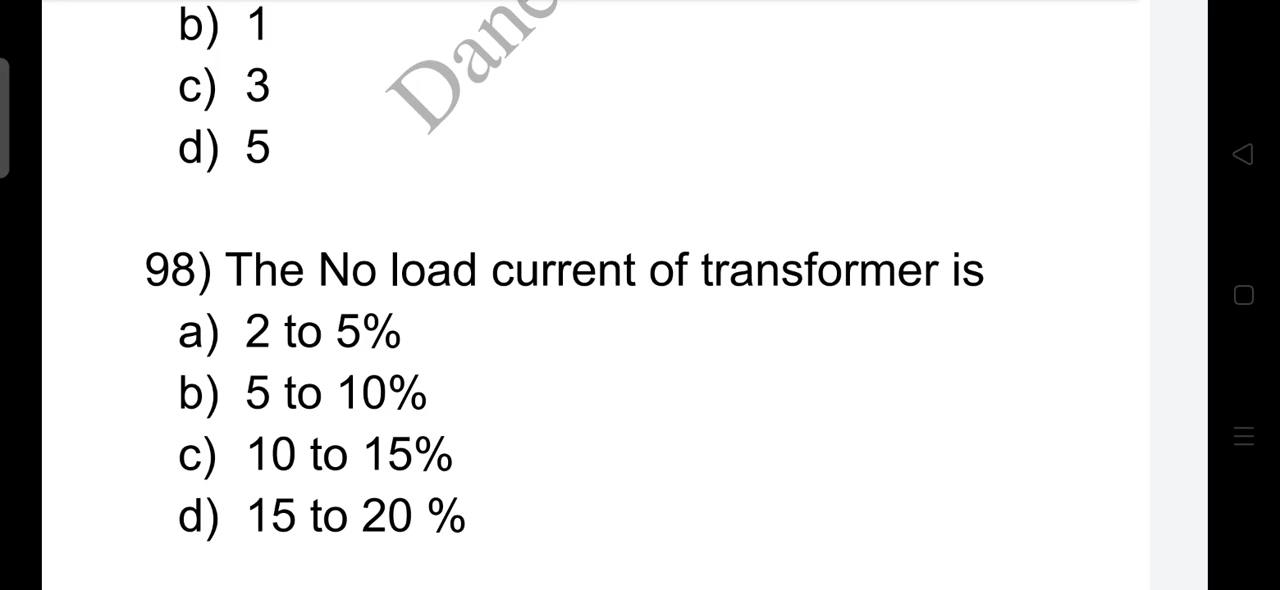 b) 1
c) 3
d) 5
98) The No load current of transformer is
a) 2 to 5%
b) 5 to 10%
c) 10 to 15%
d) 15 to 20 %